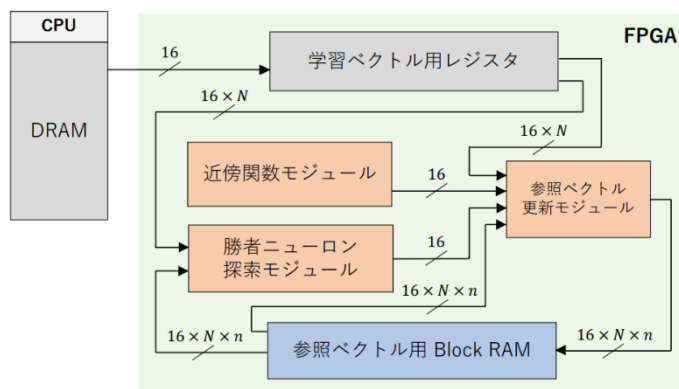 CPU
DRAM
16
FPGA
学習ベクトル用レジスタ
16 × N
16 × N
近傍関数モジュール
16
参照ベクトル
更新モジュール
勝者ニューロン
探索モジュール
16
16 × N × n
16 × N × n
参照ベクトル用 Block RAM
16 × N × n